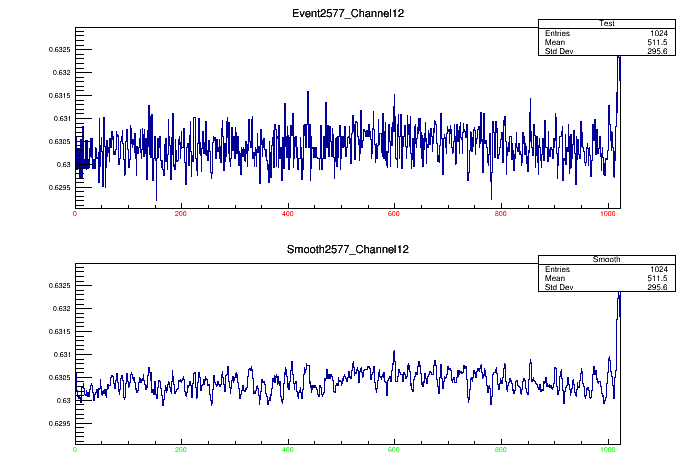 Event2577_Channel12
Test
Entries 1024
Mean 511.5
Std Dev 295.6
0.6325
0.632
0.6315
0.631
0.6305
0.63
0.6295
0 200 400 600 800 1000
Smooth2577_Channel12
Smooth
Entries 1024
Mean 511.5
Std Dev 295.6
0.6325
0.632
0.6315
0.631
0.6305
0.63
0.6295
0 200 400 600 800 1000